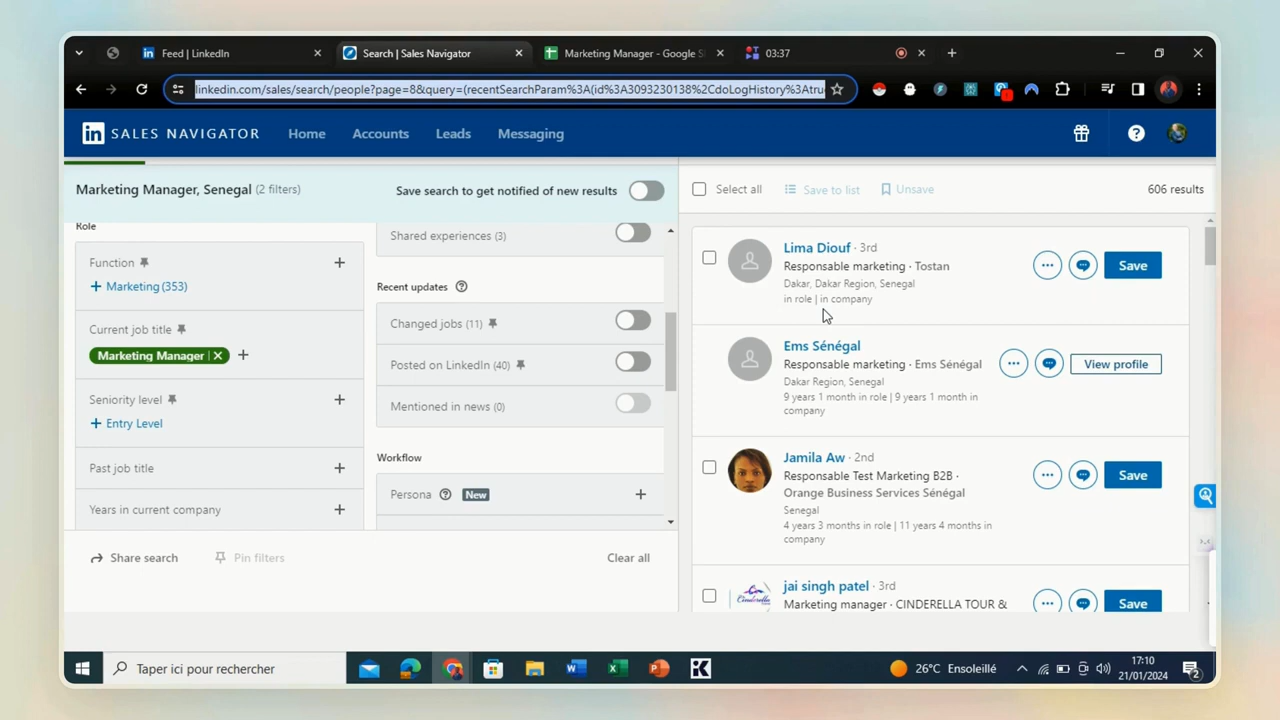 Feed | LinkedIn
Search | Sales Navigator
Marketing Manager - Google S
03:37
linkedin.com/sales/search/people?page=8&query=(recentSearchParam%3A(id%3A3093230138%2CdoLogHistory%3Atru
in SALES NAVIGATOR
Home
Accounts
Leads
Messaging
Marketing Manager, Senegal (2 filters)
Save search to get notified of new results
Select all
Save to list
Unsave
606 results
Role
Function
+ Marketing (353)
Current job title
Marketing Manager
Seniority level
+ Entry Level
Past job title
Years in current company
Shared experiences (3)
Recent updates
Changed jobs (11)
Posted on LinkedIn (40)
Mentioned in news (0)
Workflow
Persona
New
Share search
Pin filters
Clear all
Lima Diouf · 3rd
Responsable marketing · Tostan
Dakar, Dakar Region, Senegal
in role | in company
Save
Ems Sénégal
Responsable marketing · Ems Sénégal
Dakar Region, Senegal
9 years 1 month in role | 9 years 1 month in
company
View profile
Jamila Aw · 2nd
Responsable Test Marketing B2B ·
Orange Business Services Sénégal
Senegal
4 years 3 months in role | 11 years 4 months in
company
Save
jai singh patel · 3rd
Marketing manager · CINDERELLA TOUR &
Save
Taper ici pour rechercher
26°C Ensoleillé
17:10
21/01/2024
2